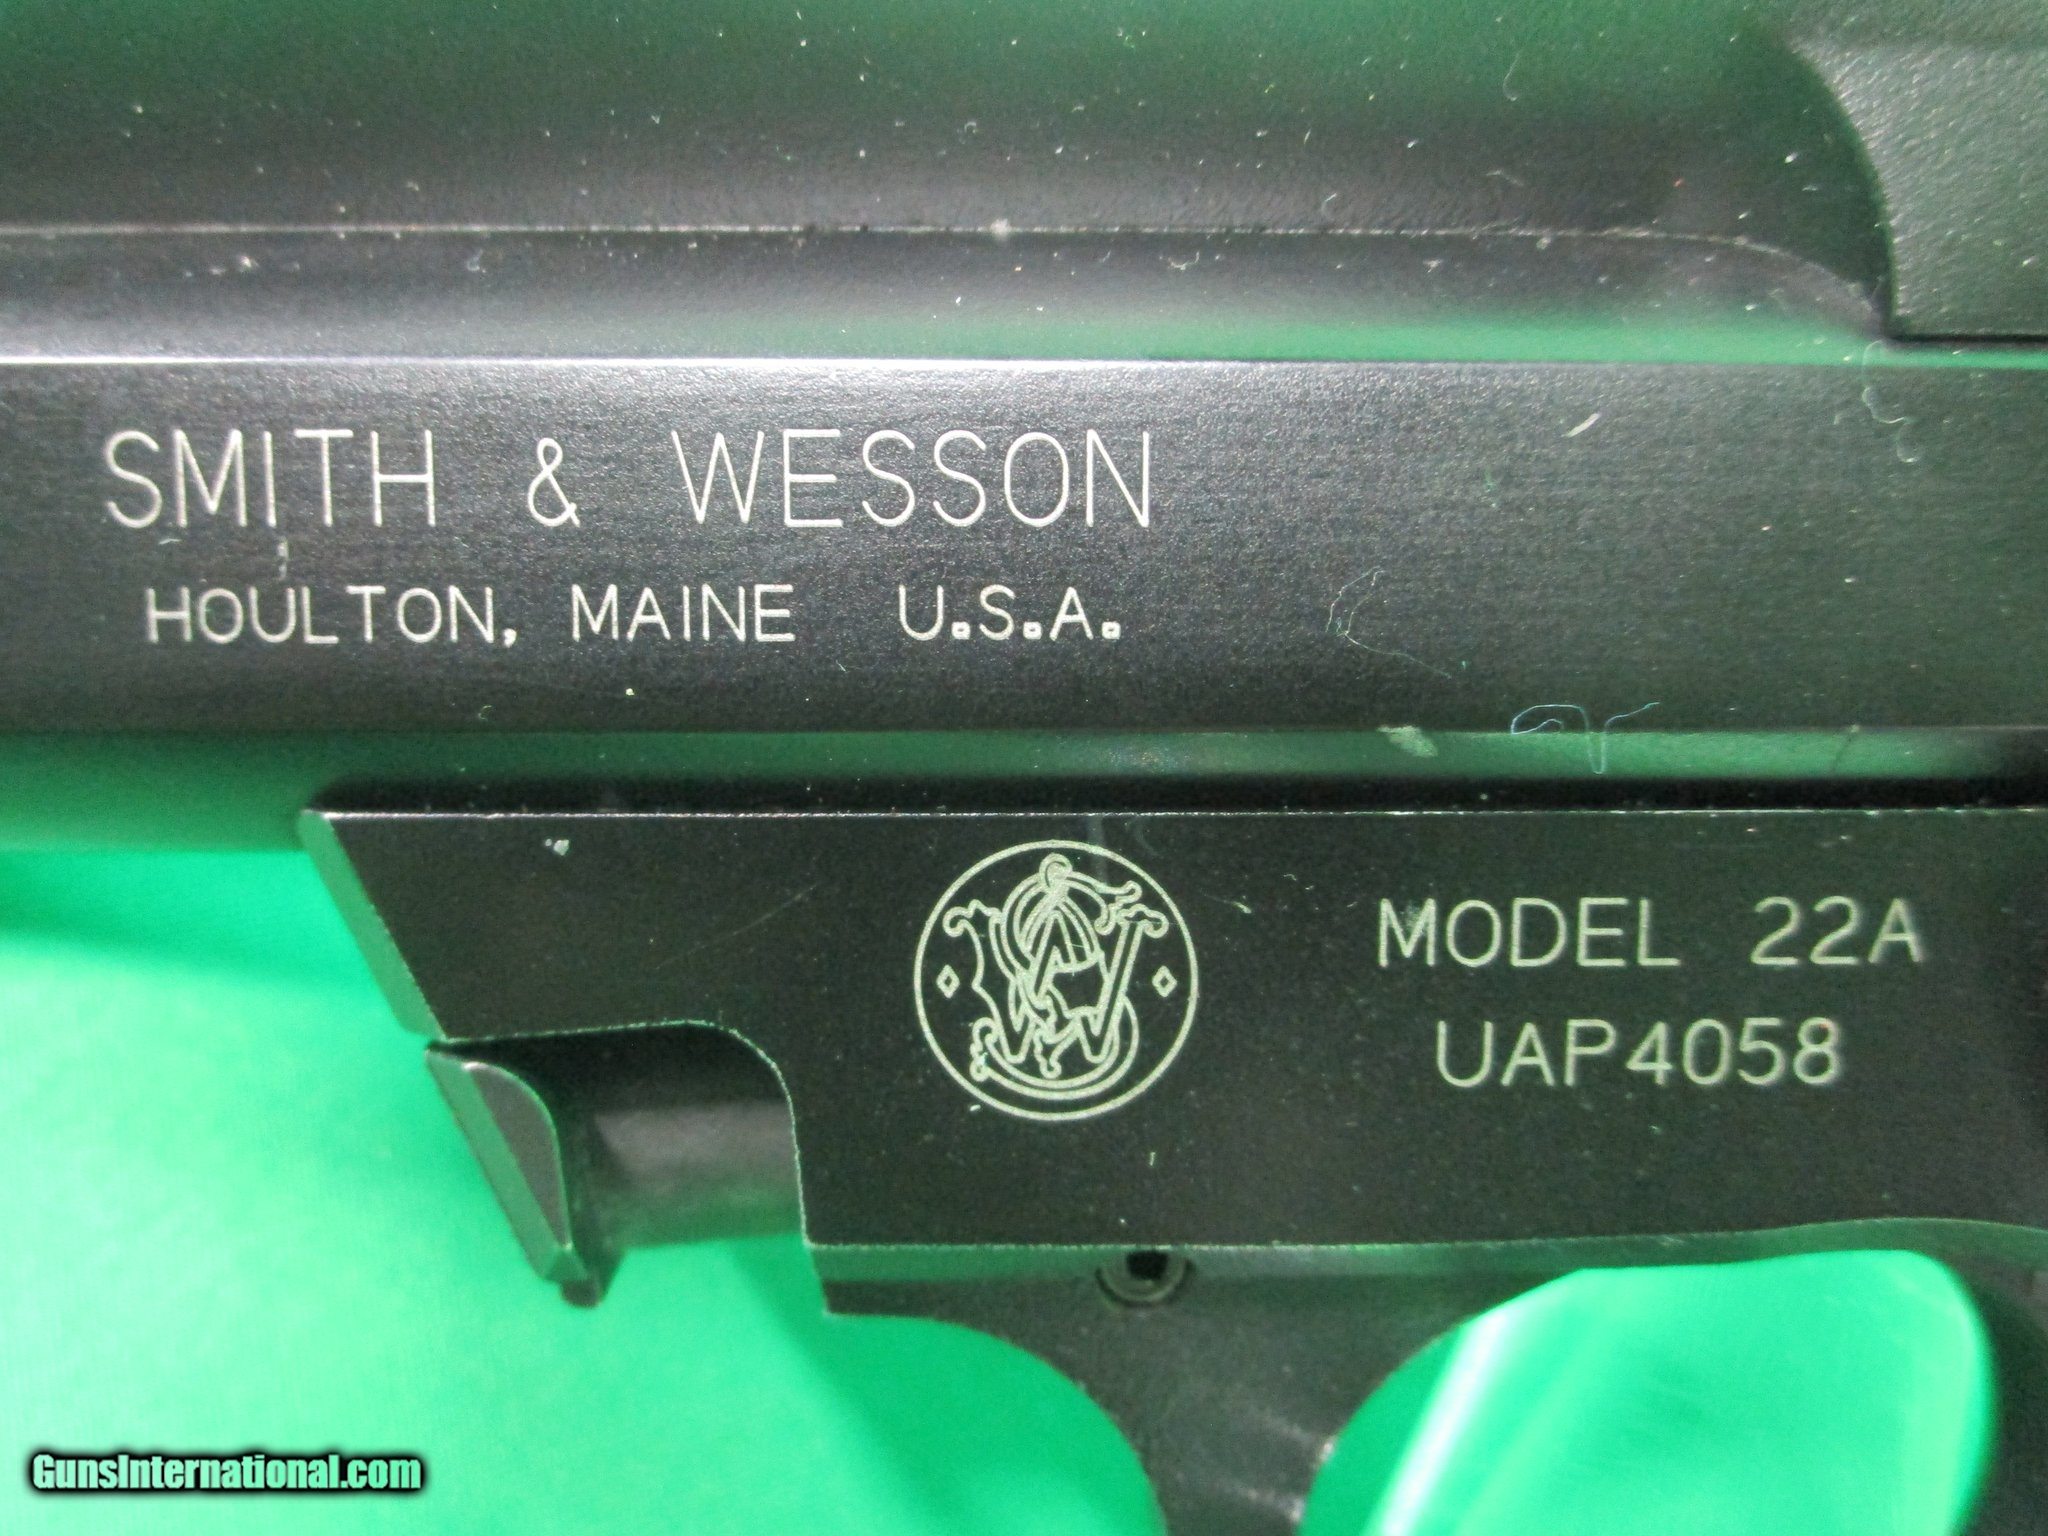 SMITH & WESSON
HOULTON, MAINE U.S.A.
MODEL 22A
UAP4058
GunsInternational.com